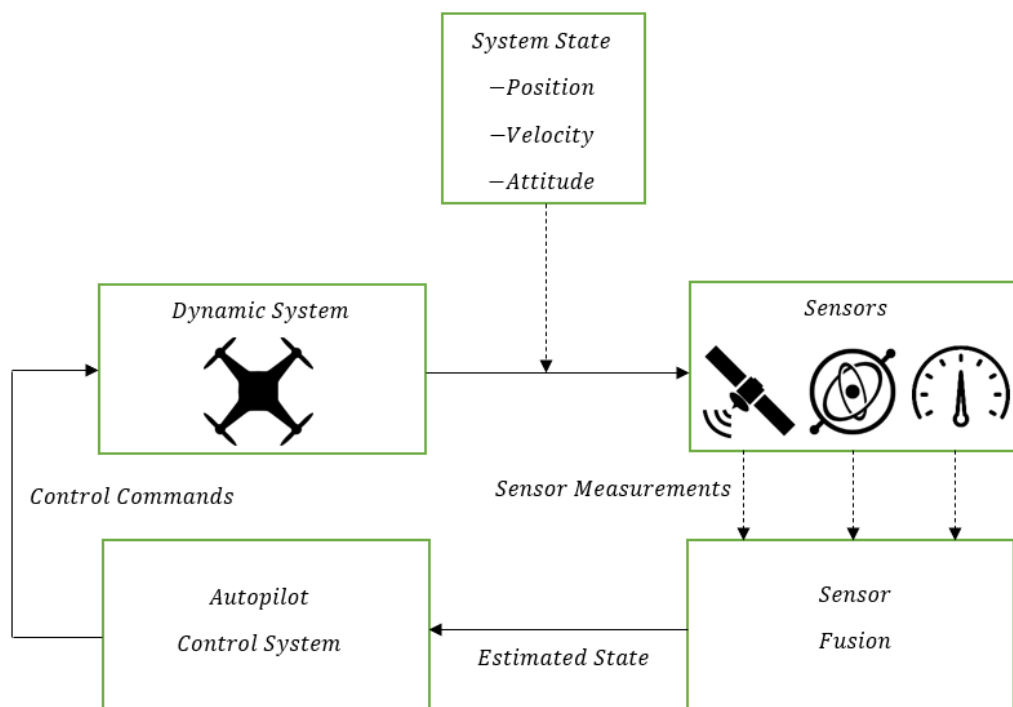 System State
−Position
−Velocity
−Attitude
Dynamic System
Sensors
Control Commands
Sensor Measurements
Autopilot
Control System
Estimated State
Sensor
Fusion